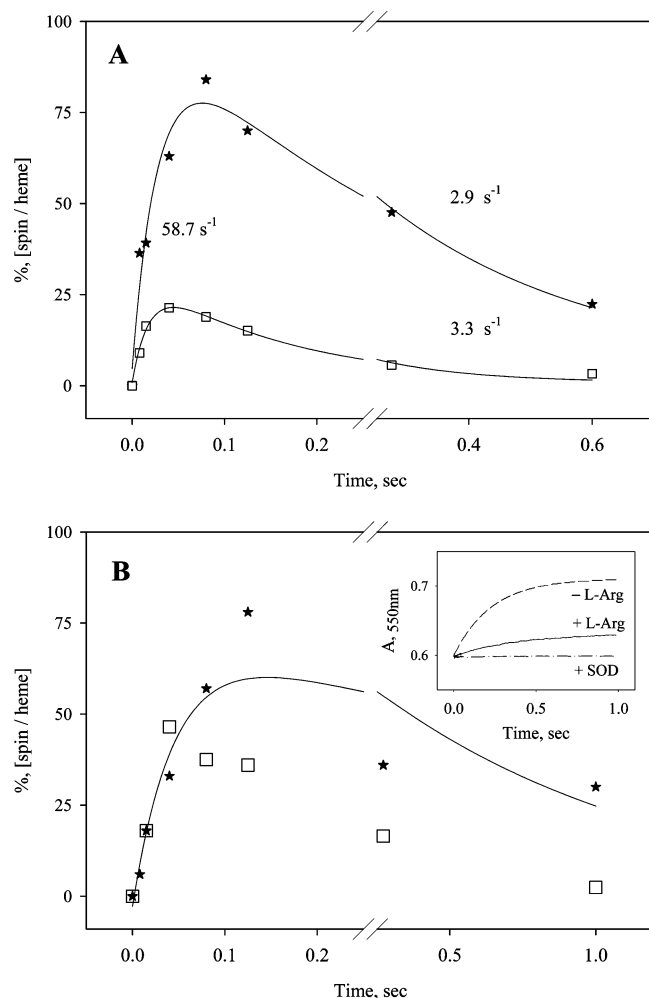 100
A
75
%, [spin / heme]
50
2.9 s-1
58.7 s-1
25
3.3 s-1
0
0.0 0.1 0.2 0.4 0.6
Time, sec
100
B
0.7
– L-Arg
A, 550nm
+ L-Arg
0.6
+ SOD
0.0 0.5 1.0
Time, sec
75
%, [spin / heme]
50
25
0
0.0 0.1 0.2 0.5 1.0
Time, sec